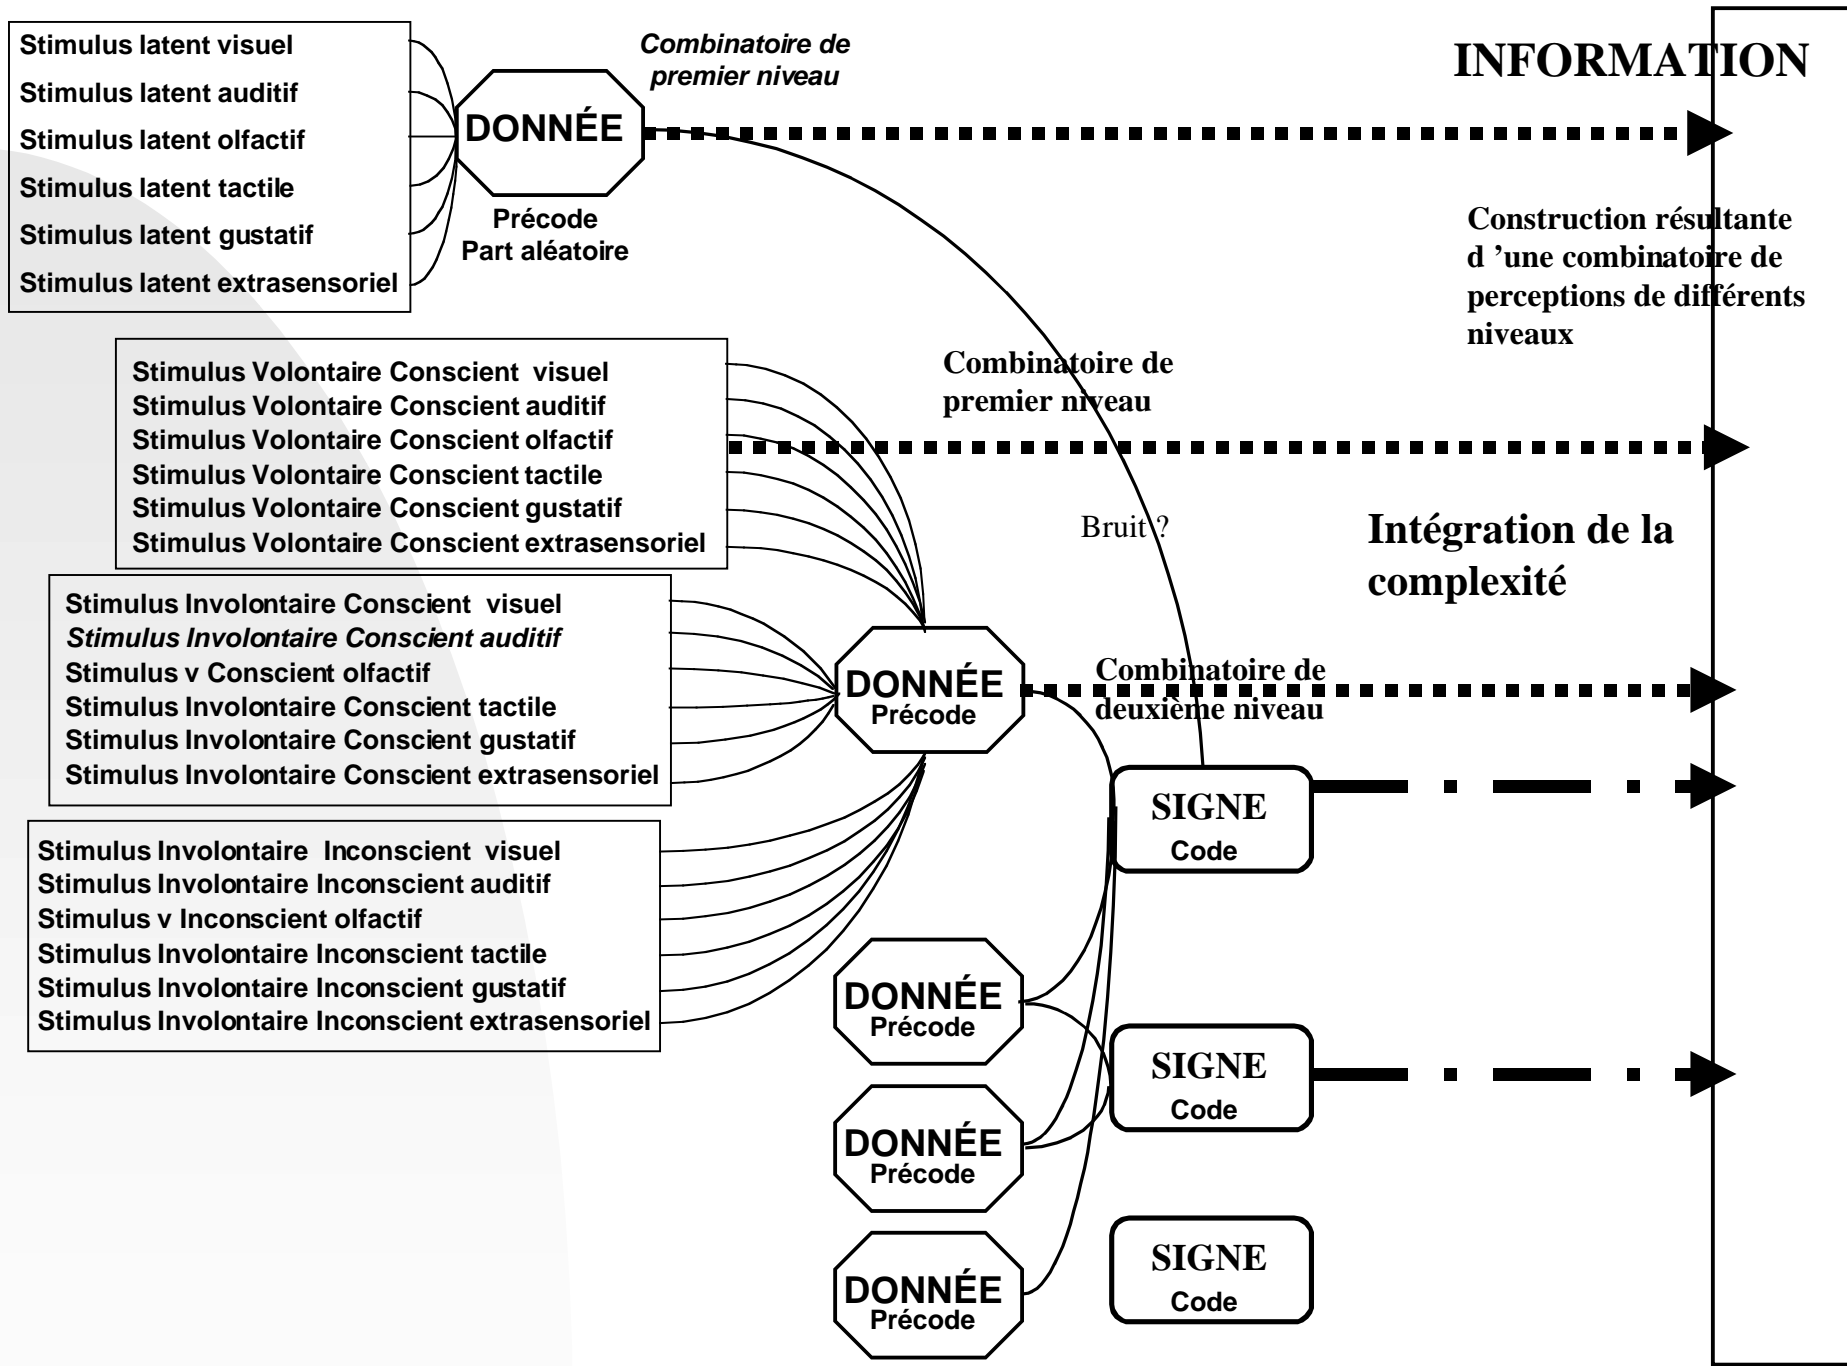 Stimulus latent visuel
Stimulus latent auditif
Stimulus latent olfactif
Stimulus latent tactile
Stimulus latent gustatif
Stimulus latent extrasensoriel
DONNÉE
Précode
Part aléatoire
Combinatoire de
premier niveau
INFORMATION
Construction résultante
d ’une combinatoire de
perceptions de différents
niveaux
Stimulus Volontaire Conscient visuel
Stimulus Volontaire Conscient auditif
Stimulus Volontaire Conscient olfactif
Stimulus Volontaire Conscient tactile
Stimulus Volontaire Conscient gustatif
Stimulus Volontaire Conscient extrasensoriel
Combinatoire de
premier niveau
Bruit ?
Intégration de la
complexité
Stimulus Involontaire Conscient visuel
Stimulus Involontaire Conscient auditif
Stimulus v Conscient olfactif
Stimulus Involontaire Conscient tactile
Stimulus Involontaire Conscient gustatif
Stimulus Involontaire Conscient extrasensoriel
DONNÉE
Précode
Combinatoire de
deuxième niveau
SIGNE
Code
Stimulus Involontaire Inconscient visuel
Stimulus Involontaire Inconscient auditif
Stimulus v Inconscient olfactif
Stimulus Involontaire Inconscient tactile
Stimulus Involontaire Inconscient gustatif
Stimulus Involontaire Inconscient extrasensoriel
DONNÉE
Précode
SIGNE
Code
DONNÉE
Précode
SIGNE
Code
DONNÉE
Précode